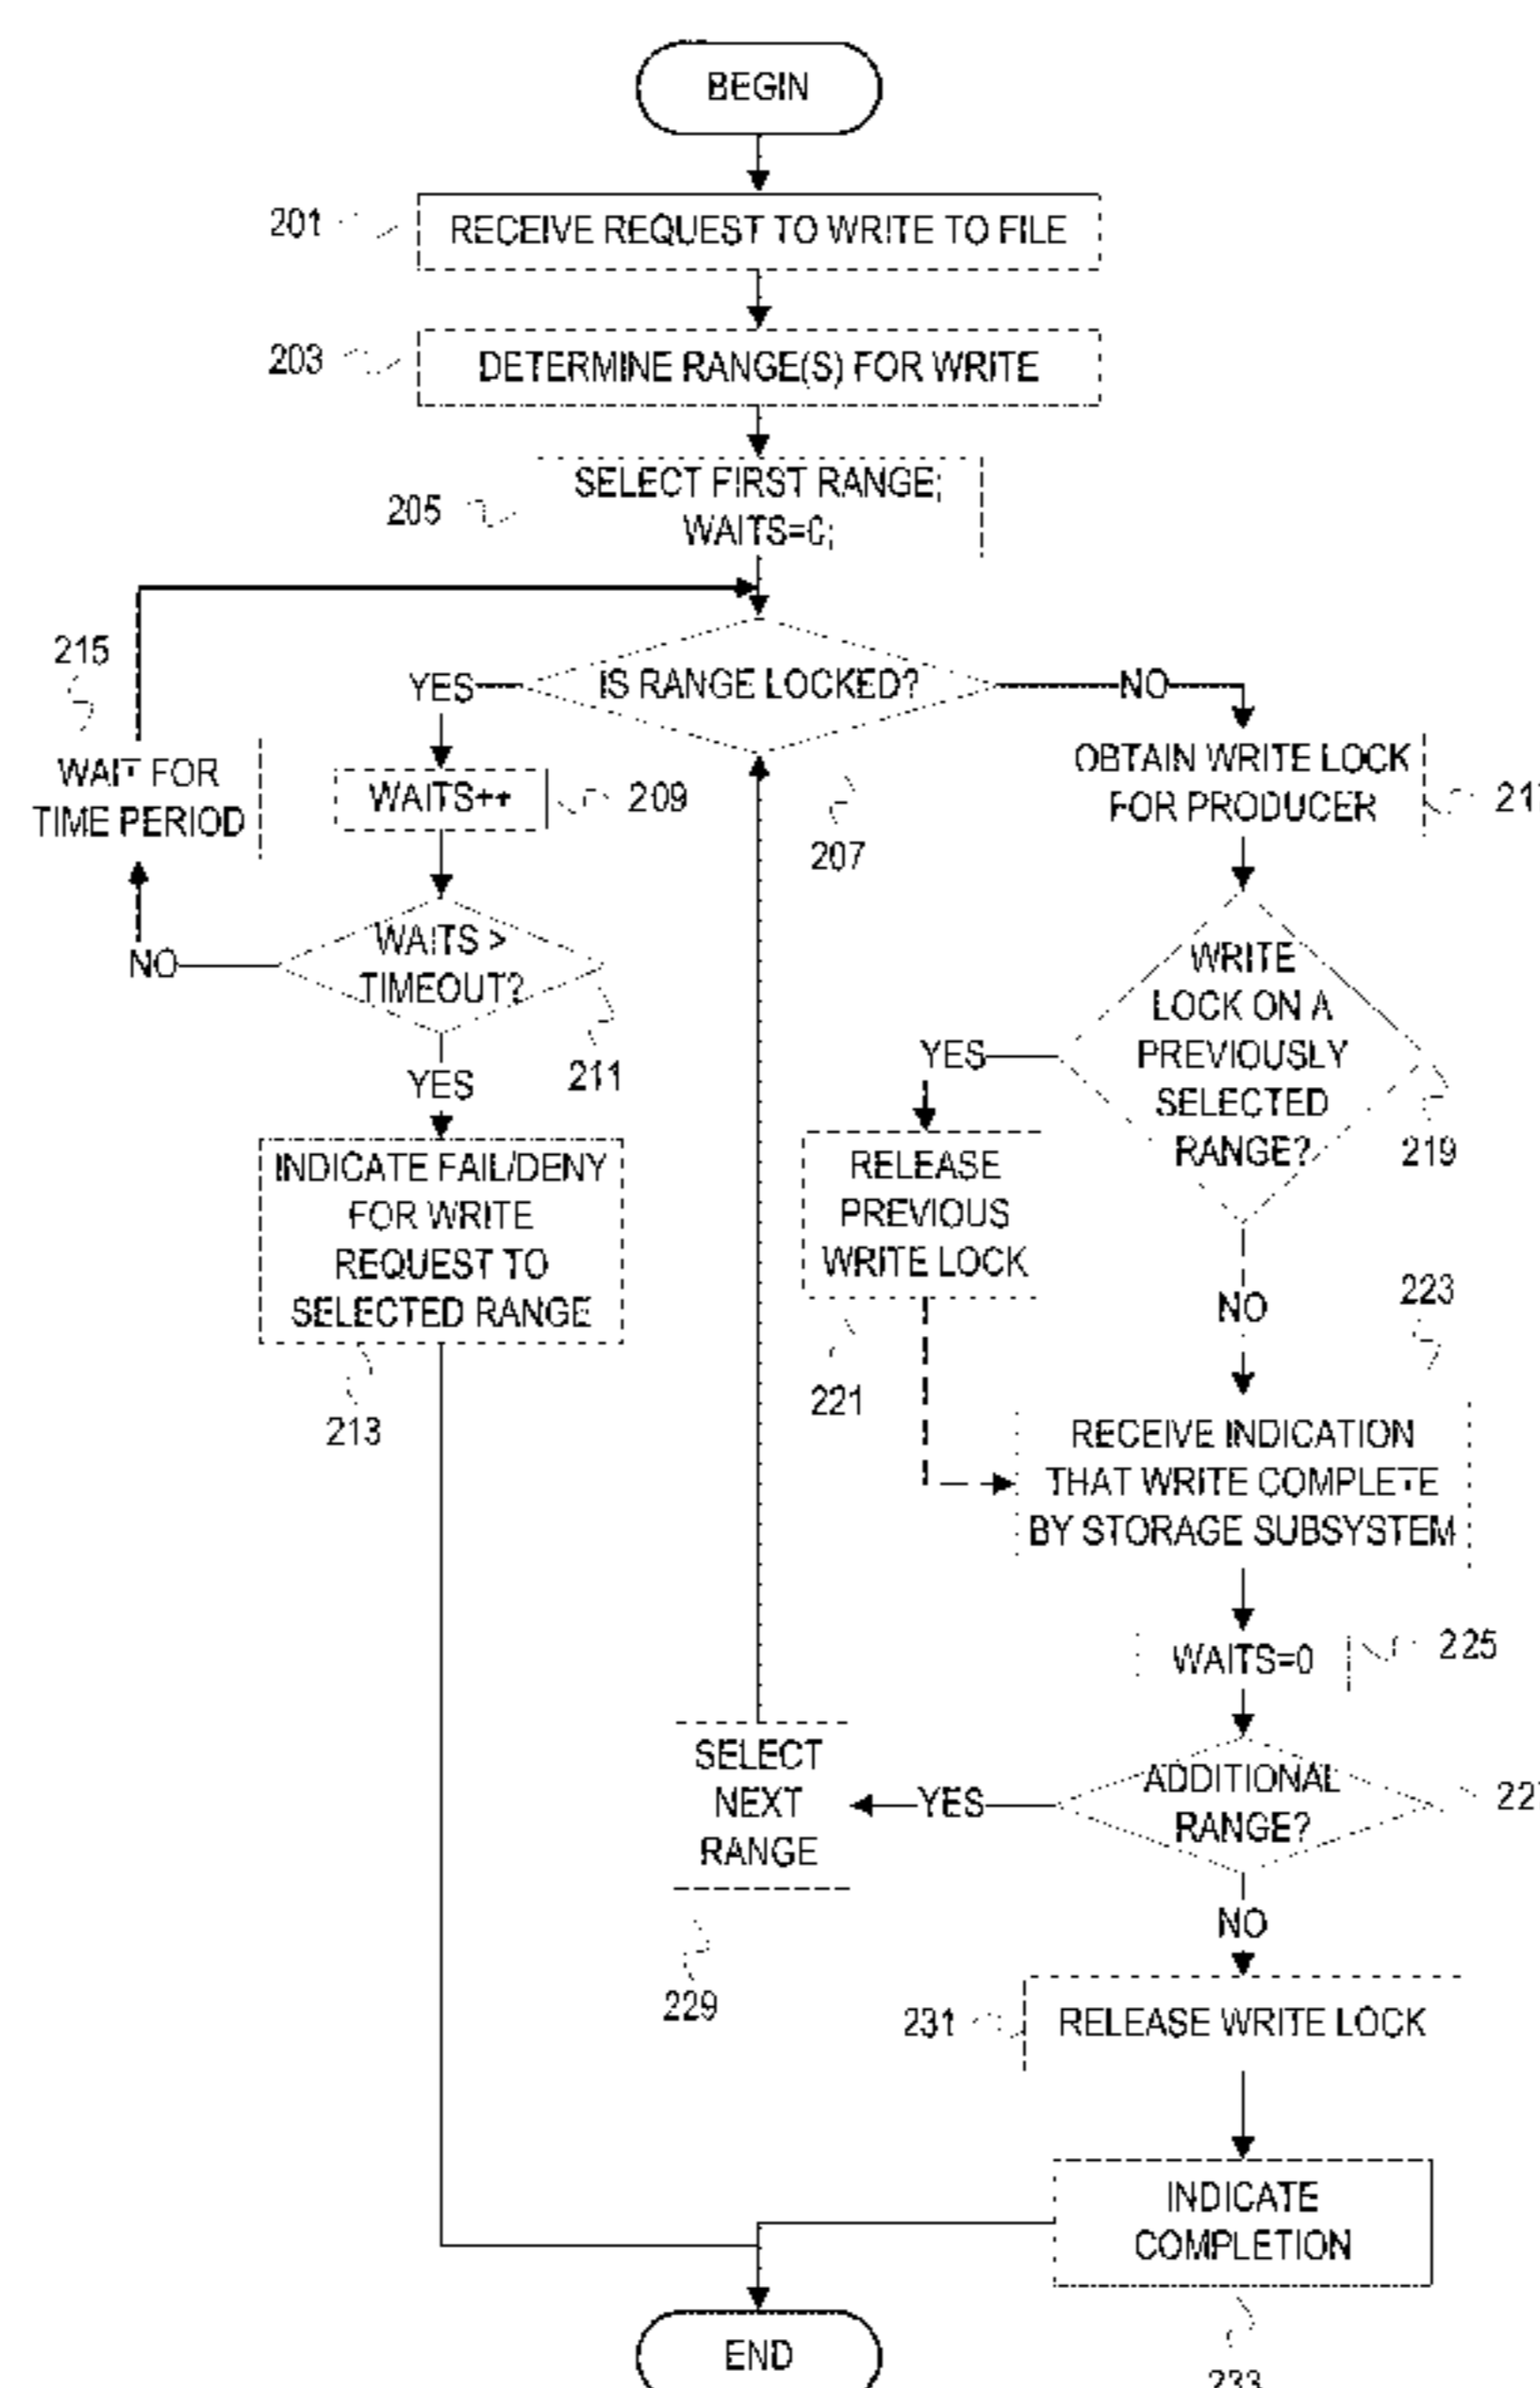 BEGIN
201
RECEIVE REQUEST TO WRITE TO FILE
203
DETERMINE RANGE(S) FOR WRITE
205
SELECT FIRST RANGE;
WAITS=0;
215
YES
IS RANGE LOCKED?
NO
WAIT FOR
TIME PERIOD
WAITS++
209
207
OBTAIN WRITE LOCK
FOR PRODUCER
NO
WAITS >
TIMEOUT?
211
YES
WRITE
LOCK ON A
PREVIOUSLY
SELECTED
RANGE?
219
YES
INDICATE FAIL/DENY
FOR WRITE
REQUEST TO
SELECTED RANGE
213
RELEASE
PREVIOUS
WRITE LOCK
221
NO
223
RECEIVE INDICATION
THAT WRITE COMPLETE
BY STORAGE SUBSYSTEM
WAITS=0
225
SELECT
NEXT
RANGE
229
YES
ADDITIONAL
RANGE?
NO
231
RELEASE WRITE LOCK
INDICATE
COMPLETION
233
END